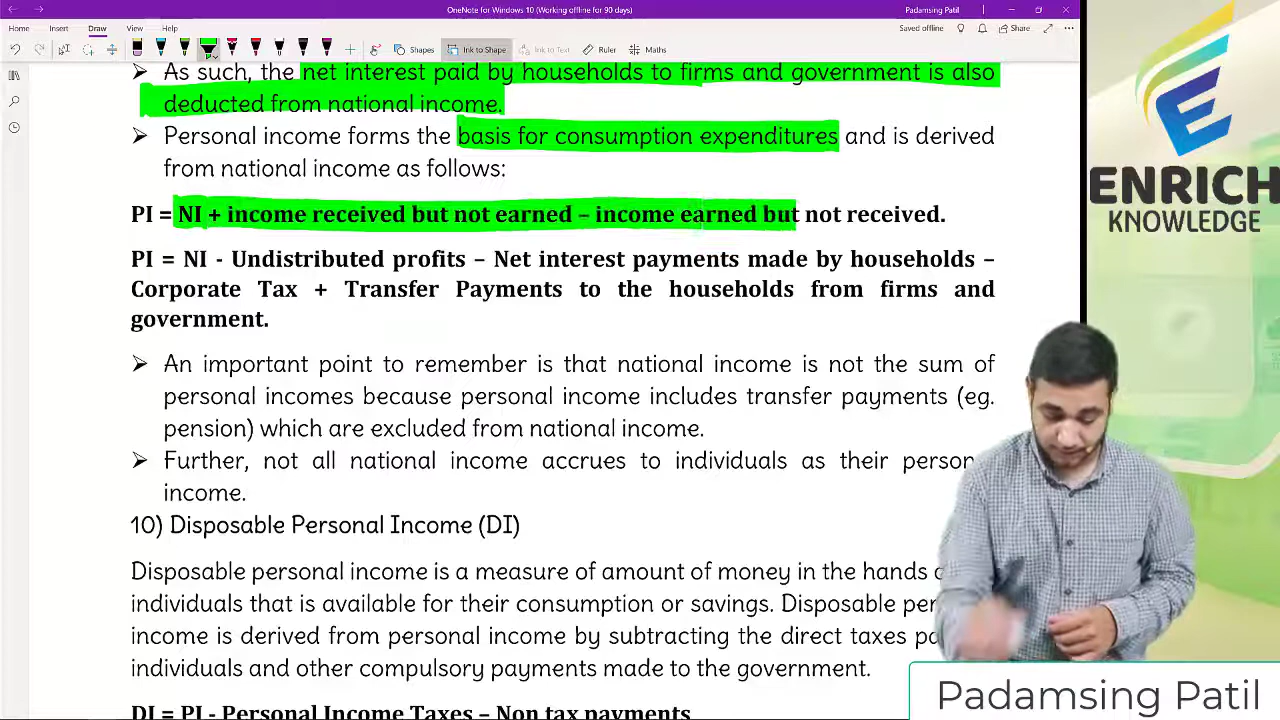 OneNote for Windows 10 (Working offline for 90 days)
Padamsing Patil
Home Insert Draw View Help
Saved offline
Share
Shapes
Ink to Shape
Ink to Text
Ruler
Maths
➢ As such, the net interest paid by households to firms and government is also
deducted from national income.
➢ Personal income forms the basis for consumption expenditures and is derived
from national income as follows:
PI = NI + income received but not earned – income earned but not received.
PI = NI - Undistributed profits – Net interest payments made by households –
Corporate Tax + Transfer Payments to the households from firms and
government.
➢ An important point to remember is that national income is not the sum of
personal incomes because personal income includes transfer payments (eg.
pension) which are excluded from national income.
➢ Further, not all national income accrues to individuals as their
income.
10) Disposable Personal Income (DI)
Disposable personal income is a measure of amount of money in the hands
individuals that is available for their consumption or savings. Disposable
income is derived from personal income by subtracting the direct taxes
individuals and other compulsory payments made to the government.
DI = PI - Personal Income Taxes – Non tax payments
ENRICH
KNOWLEDGE
Padamsing Patil